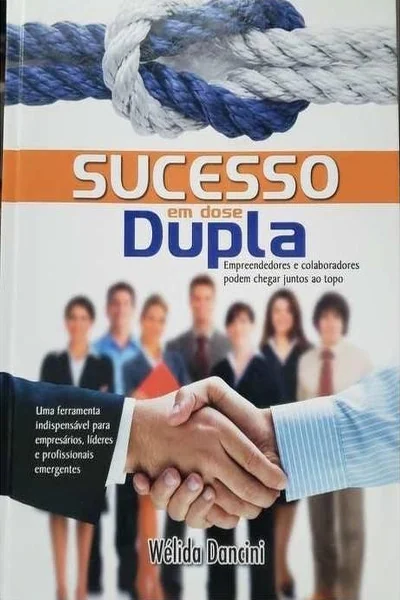 SUCESSO
em dose
Dupla
Empreendedores e colaboradores
podem chegar juntos ao topo
Uma ferramenta
indispensável para
empresários, líderes
e profissionais
emergentes
Wélida Dancini